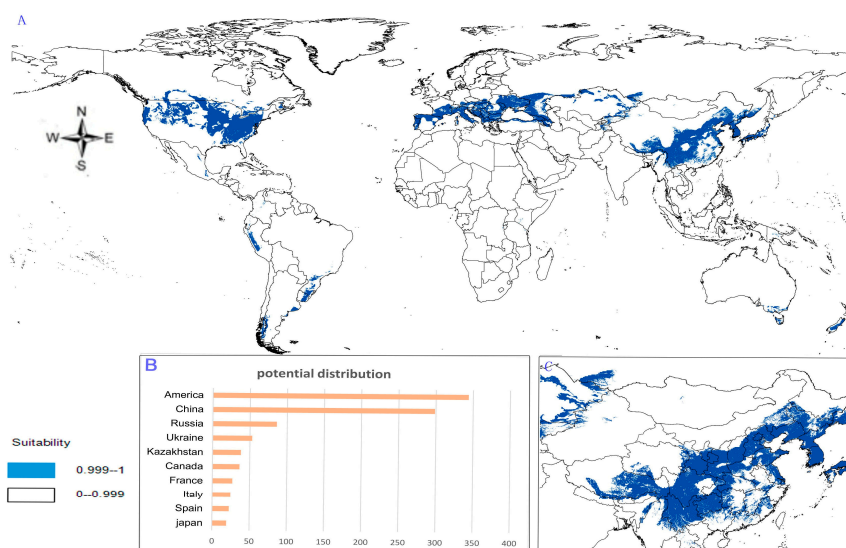 A
N
W E
S
B
potential distribution
America
China
Russia
Ukraine
Kazakhstan
Canada
France
Italy
Spain
japan
0 50 100 150 200 250 300 350 400
C
Suitability
0.999--1
0--0.999